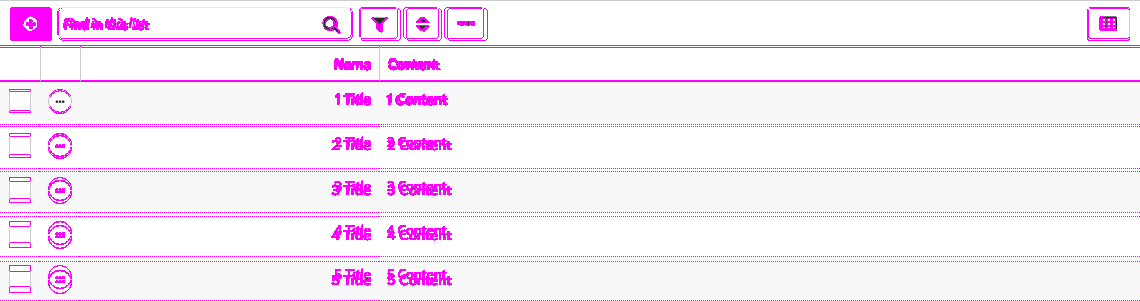 Find in this list
Name Content
1 Title 1 Content
2 Title 2 Content
3 Title 3 Content
4 Title 4 Content
5 Title 5 Content